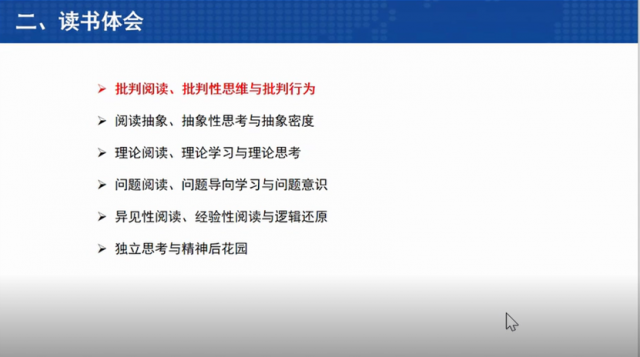 二、读书体会
批判阅读、批判性思维与批判行为
阅读抽象、抽象性思考与抽象密度
理论阅读、理论学习与理论思考
问题阅读、问题导向学习与问题意识
异见性阅读、经验性阅读与逻辑还原
独立思考与精神后花园